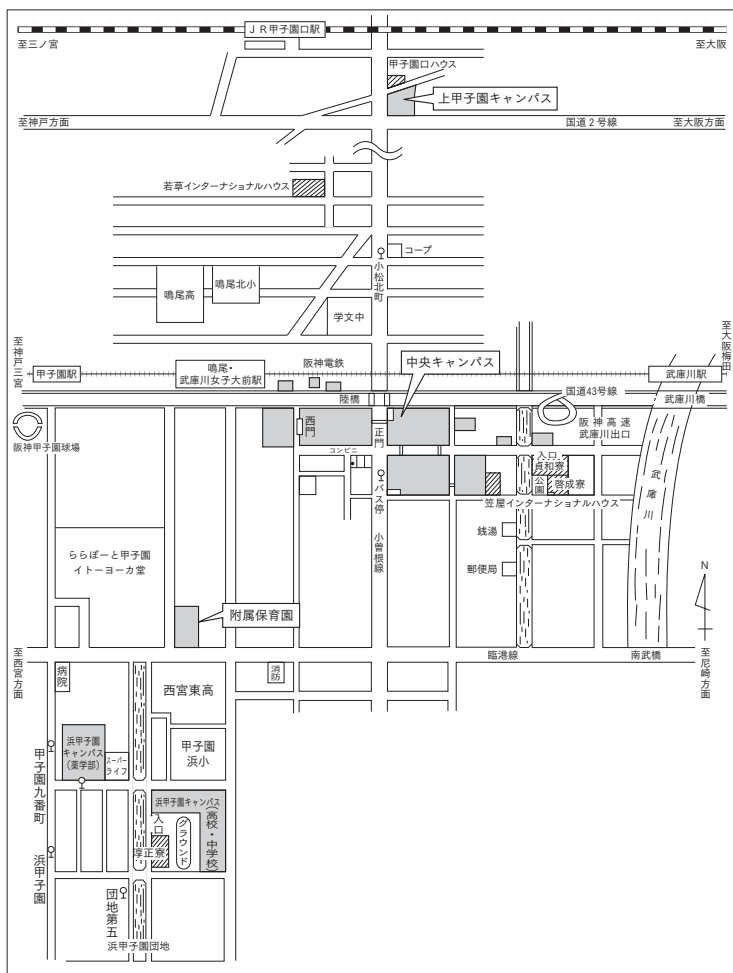 ＪＲ甲子園口駅
至三ノ宮
至大阪
甲子園口ハウス
上甲子園キャンパス
至神戸方面
国道２号線
至大阪方面
若草インターナショナルハウス
コープ
小松北町
鳴尾高
鳴尾北小
学文中
至神戸三宮
至大阪梅田
甲子園駅
鳴尾・
武庫川女子大前駅
阪神電鉄
中央キャンパス
武庫川駅
国道43号線
陸橋
武庫川橋
阪神甲子園球場
西門
正門
阪神高速
武庫川出口
コンビニ
入口
貞和寮
公園
啓成寮
武庫川
バス停
笠屋インターナショナルハウス
小曽根線
銭湯
郵便局
ららぽーと甲子園
イトーヨーカ堂
N
附属保育園
至西宮方面
臨港線
南武橋
至尼崎方面
病院
消防
西宮東高
浜甲子園
キャンパス
(薬学部)
スーパー
ライフ
甲子園
浜小
甲子園九番町
浜甲子園キャンパス
(高校・中学校)
入口
グラウンド
淳正寮
浜甲子園
団地第五
浜甲子園団地